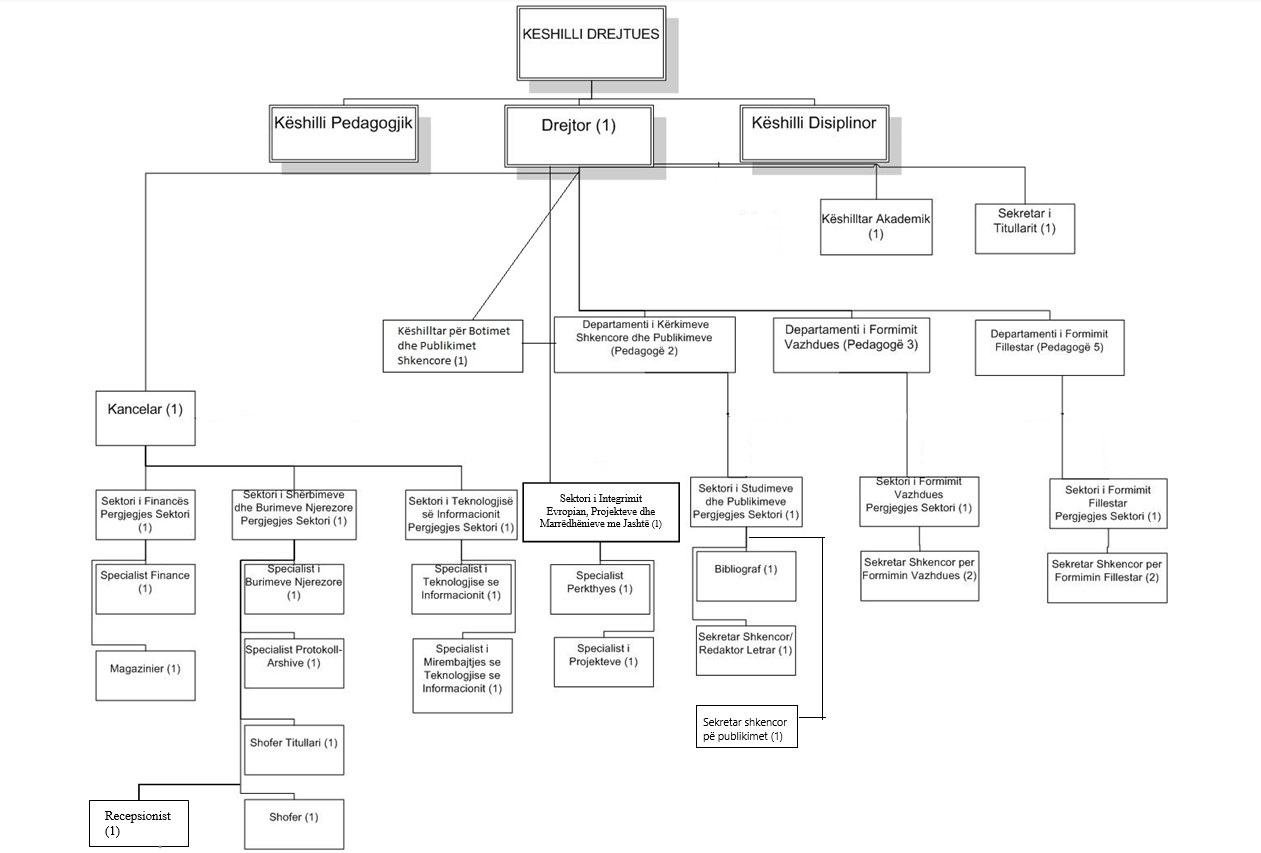 KESHILLI DREJTUES
Këshilli Pedagogjik
Drejtor (1)
Këshilli Disiplinor
Këshilltar Akademik
(1)
Sekretar i
Titullarit (1)
Këshilltar për Botimet
dhe Publikimet
Shkencore (1)
Departamenti i Kërkimeve
Shkencore dhe Publikimeve
(Pedagogë 2)
Departamenti i Formimit
Vazhdues (Pedagogë 3)
Departamenti i Formimit
Fillestar (Pedagogë 5)
Kancelar (1)
Sektori i Financës
Pergjegjes Sektori
(1)
Sektori i Shërbimeve
dhe Burimeve Njerezore
Pergjegjes Sektori (1)
Sektori i Teknologjisë
së Informacionit
Pergjegjes Sektori (1)
Sektori i Integrimit
Evropian, Projekteve dhe
Marrëdhënieve me Jashtë (1)
Sektori i Studimeve
dhe Publikimeve
Pergjegjes Sektori (1)
Sektori i Formimit
Vazhdues
Pergjegjes Sektori (1)
Sektori i Formimit
Fillestar
Pergjegjes Sektori (1)
Specialist Finance
(1)
Specialist i
Burimeve Njerezore
(1)
Specialist i
Teknologjise se
Informacionit (1)
Specialist
Perkthyes (1)
Bibliograf (1)
Sekretar Shkencor per
Formimin Vazhdues (2)
Sekretar Shkencor per
Formimin Fillestar (2)
Magazinier (1)
Specialist Protokoll-
Arshive (1)
Specialist i
Mirembajtjes se
Teknologjise se
Informacionit (1)
Specialist i
Projekteve (1)
Sekretar Shkencor/
Redaktor Letrar (1)
Sekretar shkencor
pë publikimet (1)
Shofer Titullari (1)
Recepsionist
(1)
Shofer (1)